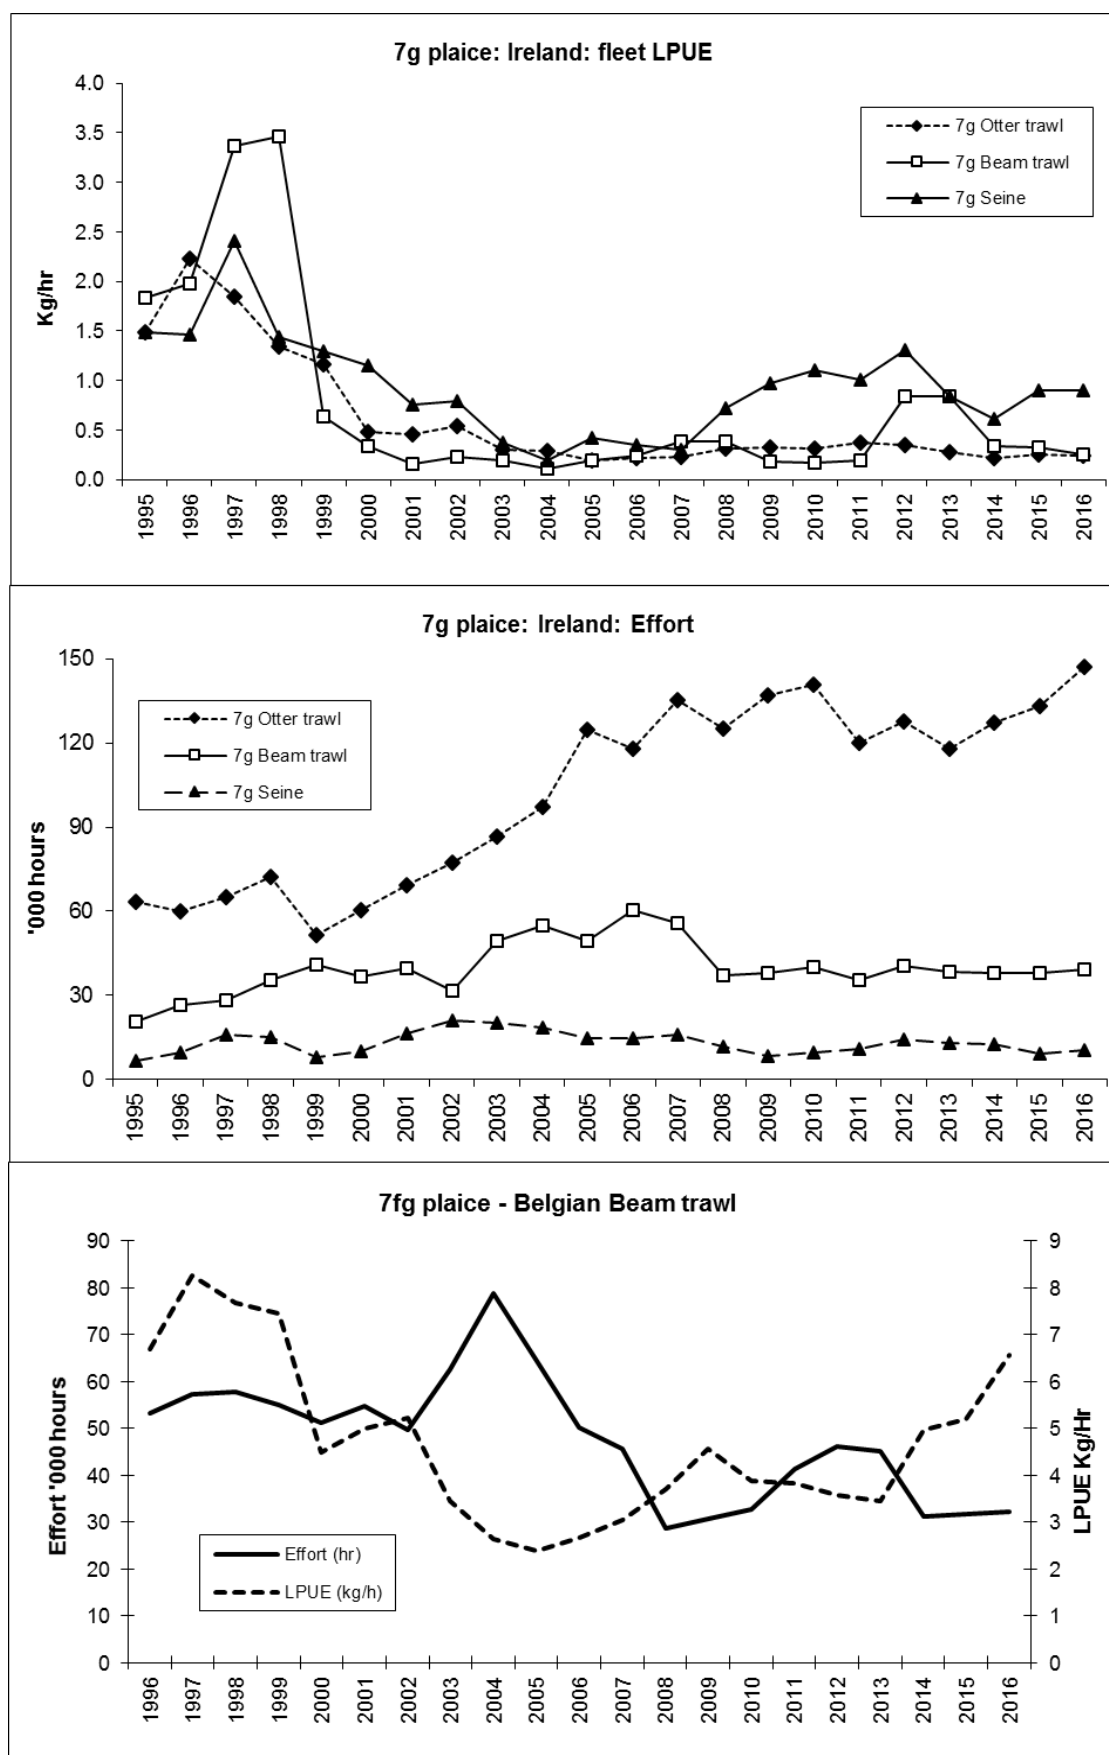 7g plaice: Ireland: fleet LPUE
4.0
3.5
3.0
2.5
2.0
1.5
1.0
0.5
0.0
Kg/hr
7g Otter trawl
7g Beam trawl
7g Seine
1995 1996 1997 1998 1999 2000 2001 2002 2003 2004 2005 2006 2007 2008 2009 2010 2011 2012 2013 2014 2015 2016
7g plaice: Ireland: Effort
150
120
90
60
30
0
'000 hours
7g Otter trawl
7g Beam trawl
7g Seine
1995 1996 1997 1998 1999 2000 2001 2002 2003 2004 2005 2006 2007 2008 2009 2010 2011 2012 2013 2014 2015 2016
7fg plaice - Belgian Beam trawl
90
80
70
60
50
40
30
20
10
0
Effort '000 hours
Effort (hr)
LPUE (kg/h)
9
8
7
6
5
4
3
2
1
0
LPUE Kg/Hr
1996 1997 1998 1999 2000 2001 2002 2003 2004 2005 2006 2007 2008 2009 2010 2011 2012 2013 2014 2015 2016